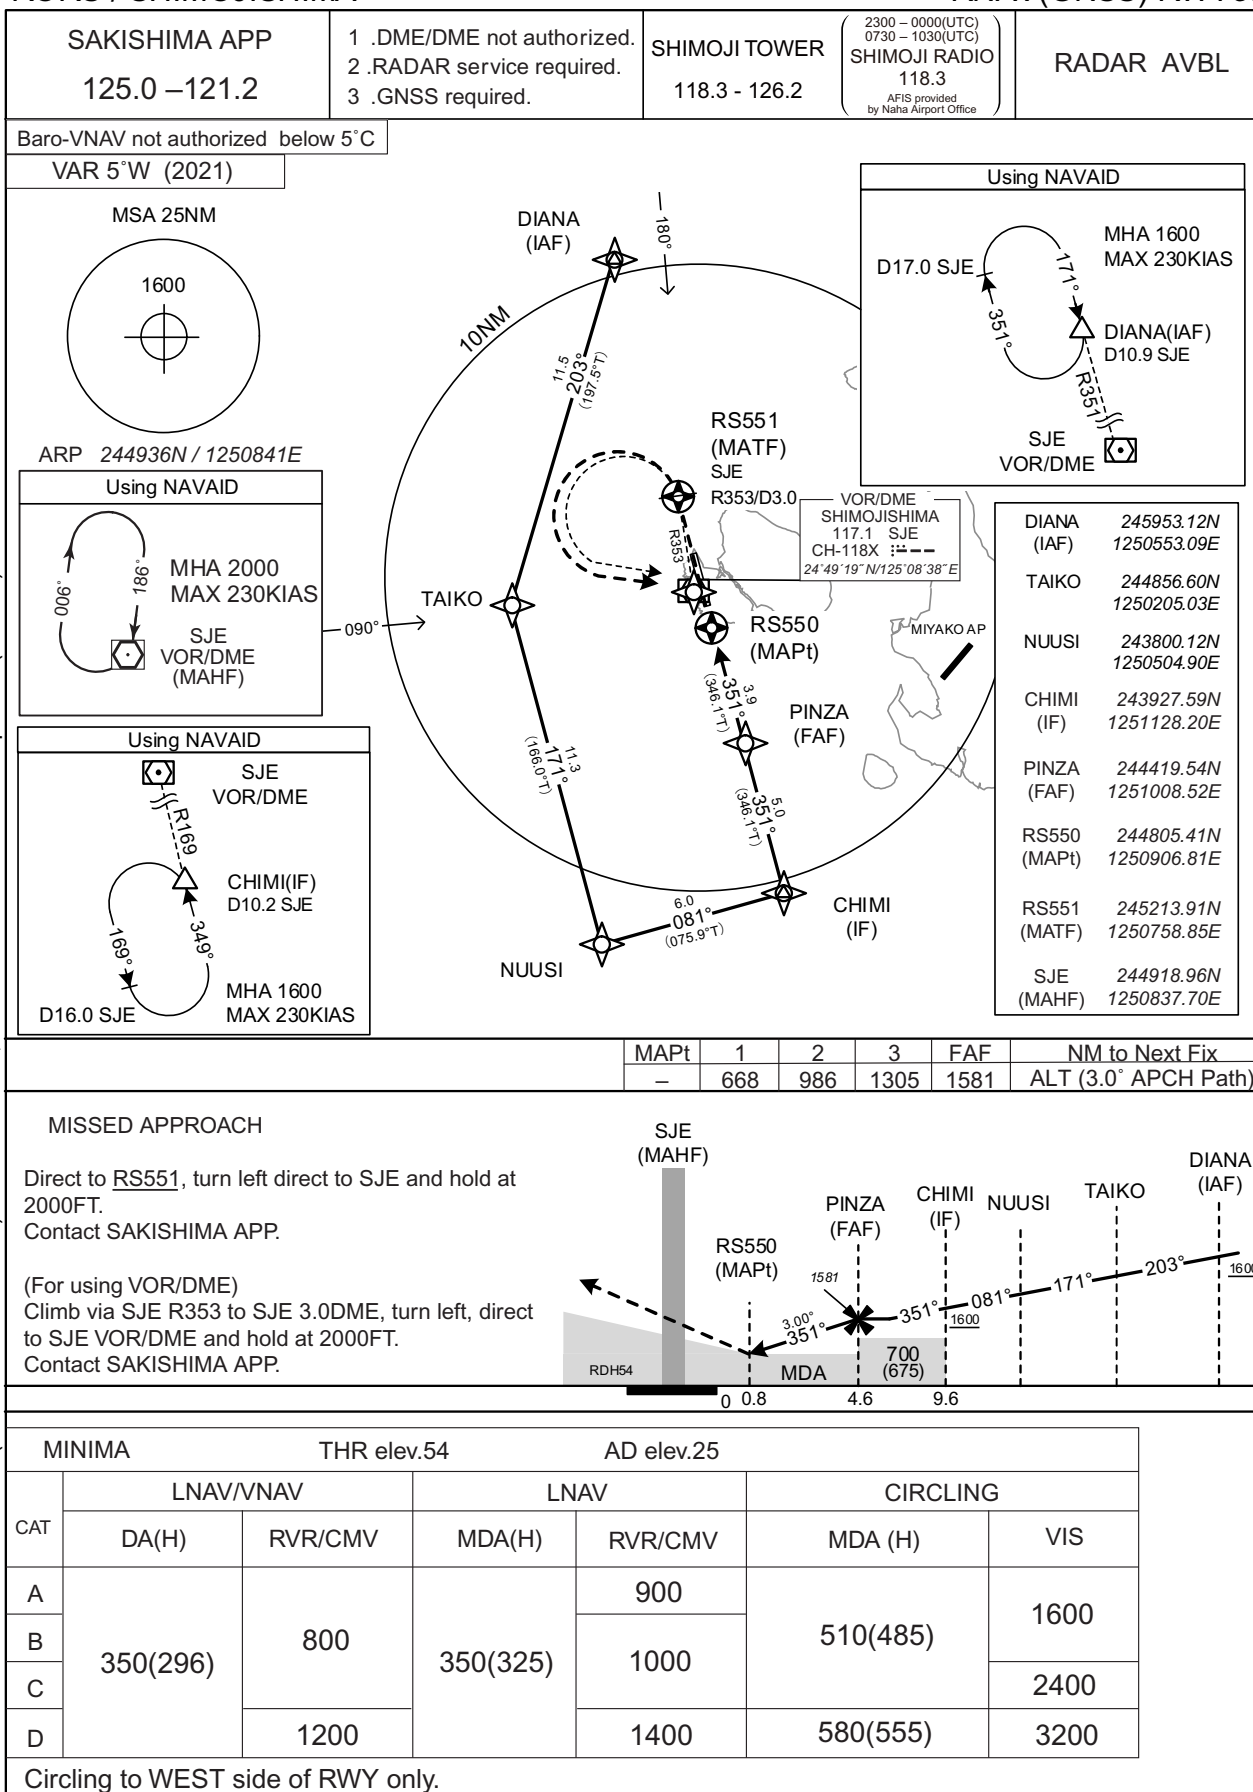 SAKISHIMA APP
125.0 –121.2
1 .DME/DME not authorized.
2 .RADAR service required.
3 .GNSS required.
SHIMOJI TOWER
118.3 - 126.2
2300 – 0000(UTC)
0730 – 1030(UTC)
SHIMOJI RADIO
118.3
AFIS provided
by Naha Airport Office
RADAR AVBL
Baro-VNAV not authorized below 5˚C
VAR 5˚W (2021)
MSA 25NM
1600
ARP 244936N / 1250841E
Using NAVAID
006°
186°
MHA 2000
MAX 230KIAS
SJE
VOR/DME
(MAHF)
Using NAVAID
SJE
VOR/DME
R169
CHIMI(IF)
D10.2 SJE
169°
349°
D16.0 SJE
MHA 1600
MAX 230KIAS
Using NAVAID
MHA 1600
MAX 230KIAS
D17.0 SJE
171°
351°
DIANA(IAF)
D10.9 SJE
R351
SJE
VOR/DME
DIANA
(IAF)
180°
10NM
11.5
203°
(197.5°T)
RS551
(MATF)
SJE
R353/D3.0
R353
VOR/DME
SHIMOJISHIMA
117.1 SJE
CH-118X
24˚49´19˝N/125˚08´38˝E
TAIKO
090°
RS550
(MAPt)
MIYAKO AP
3.9
351°
(346.1°T)
PINZA
(FAF)
11.3
171°
(166.0°T)
5.0
351°
(346.1°T)
6.0
081°
(075.9°T)
CHIMI
(IF)
NUUSI
DIANA 245953.12N
(IAF) 1250553.09E
TAIKO 244856.60N
1250205.03E
NUUSI 243800.12N
1250504.90E
CHIMI 243927.59N
(IF) 1251128.20E
PINZA 244419.54N
(FAF) 1251008.52E
RS550 244805.41N
(MAPt) 1250906.81E
RS551 245213.91N
(MATF) 1250758.85E
SJE 244918.96N
(MAHF) 1250837.70E
MAPt 1 2 3 FAF NM to Next Fix
– 668 986 1305 1581 ALT (3.0˚ APCH Path)
MISSED APPROACH
Direct to RS551, turn left direct to SJE and hold at
2000FT.
Contact SAKISHIMA APP.
(For using VOR/DME)
Climb via SJE R353 to SJE 3.0DME, turn left, direct
to SJE VOR/DME and hold at 2000FT.
Contact SAKISHIMA APP.
SJE
(MAHF)
RS550
(MAPt)
PINZA
(FAF)
CHIMI
(IF)
NUUSI
TAIKO
DIANA
(IAF)
1581
3.00°
351°
351°
1600
081°
171°
203°
RDH54
MDA
700
(675)
0 0.8 4.6 9.6
MINIMA THR elev.54 AD elev.25
CAT LNAV/VNAV LNAV CIRCLING
DA(H) RVR/CMV MDA(H) RVR/CMV MDA (H) VIS
A 350(296) 800 350(325) 900 510(485) 1600
B 1000
C 2400
D 1200 1400 580(555) 3200
Circling to WEST side of RWY only.